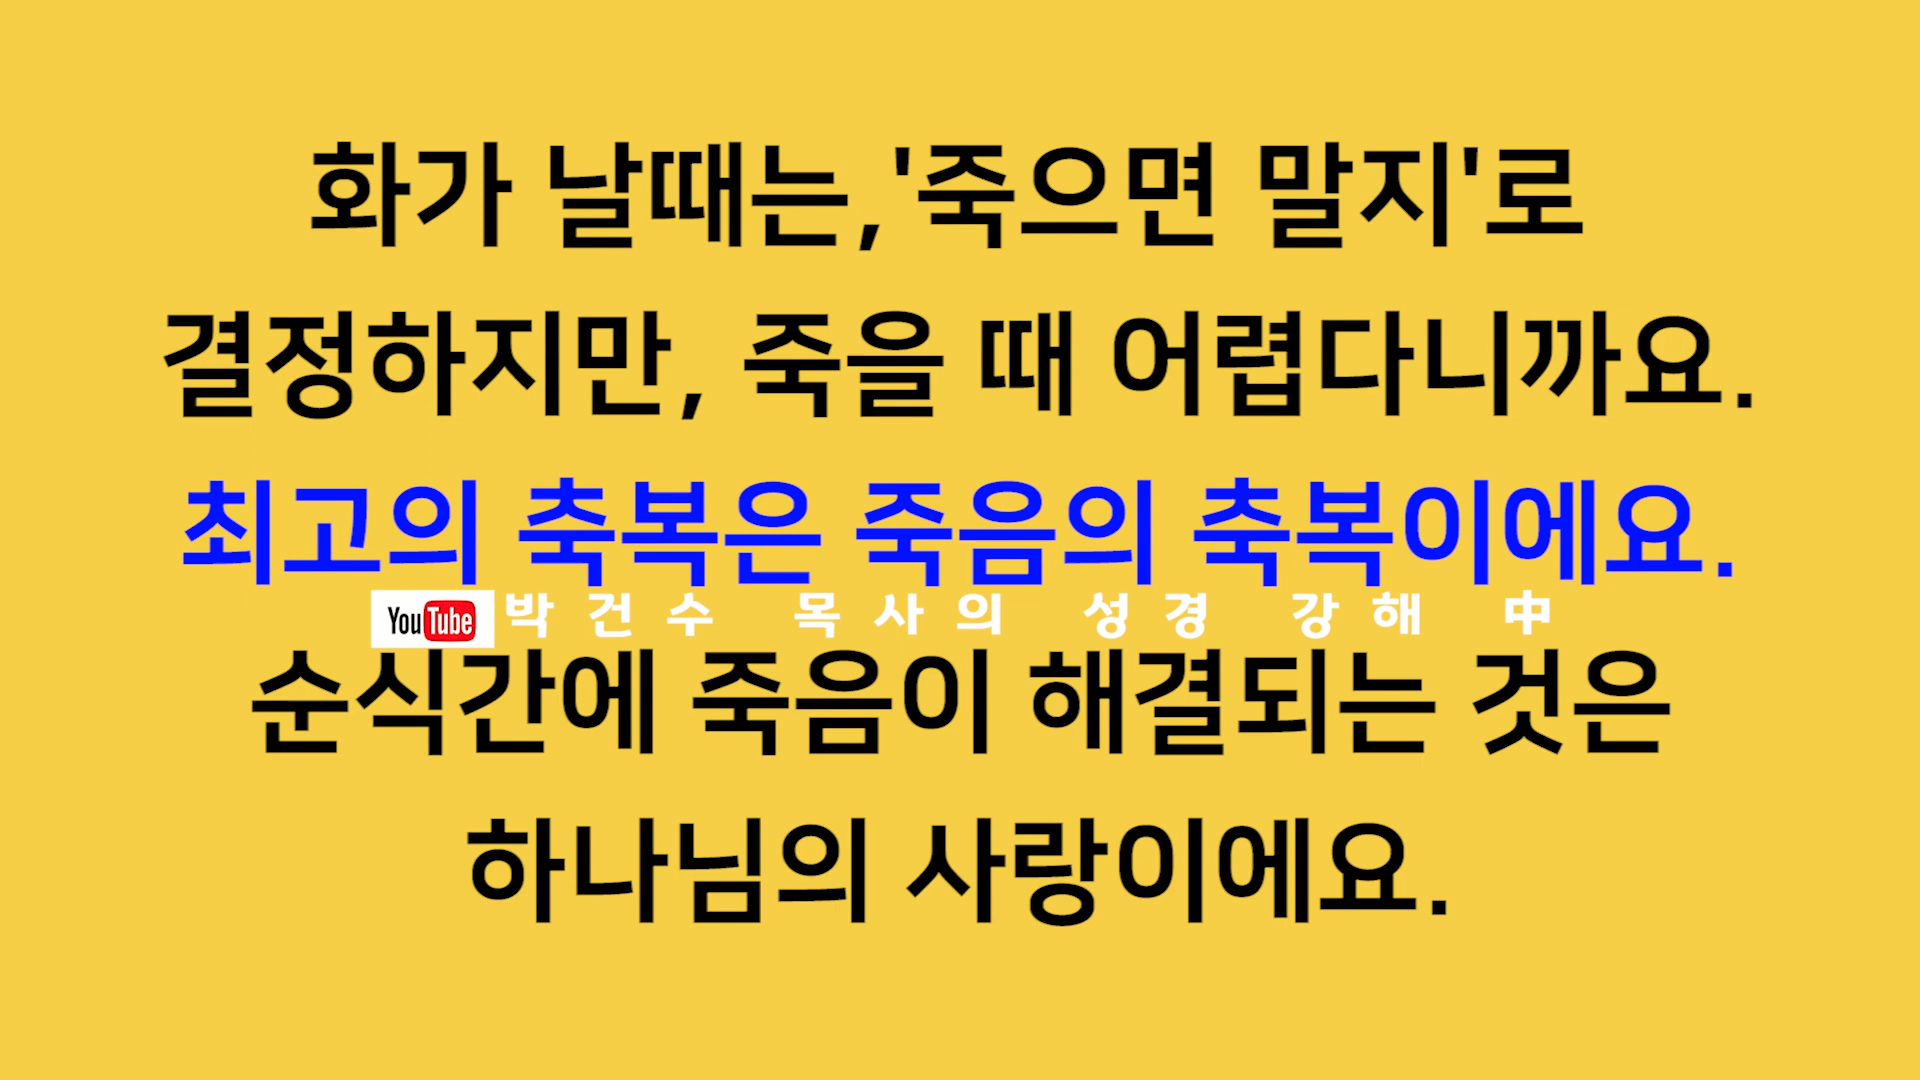 화가 날때는,'죽으면 말지'로
결정하지만, 죽을 때 어렵다니까요.
최고의 축복은 죽음의 축복이에요.
YouTube 박건수 목사의 성경 강해 中
순식간에 죽음이 해결되는 것은
하나님의 사랑이에요.